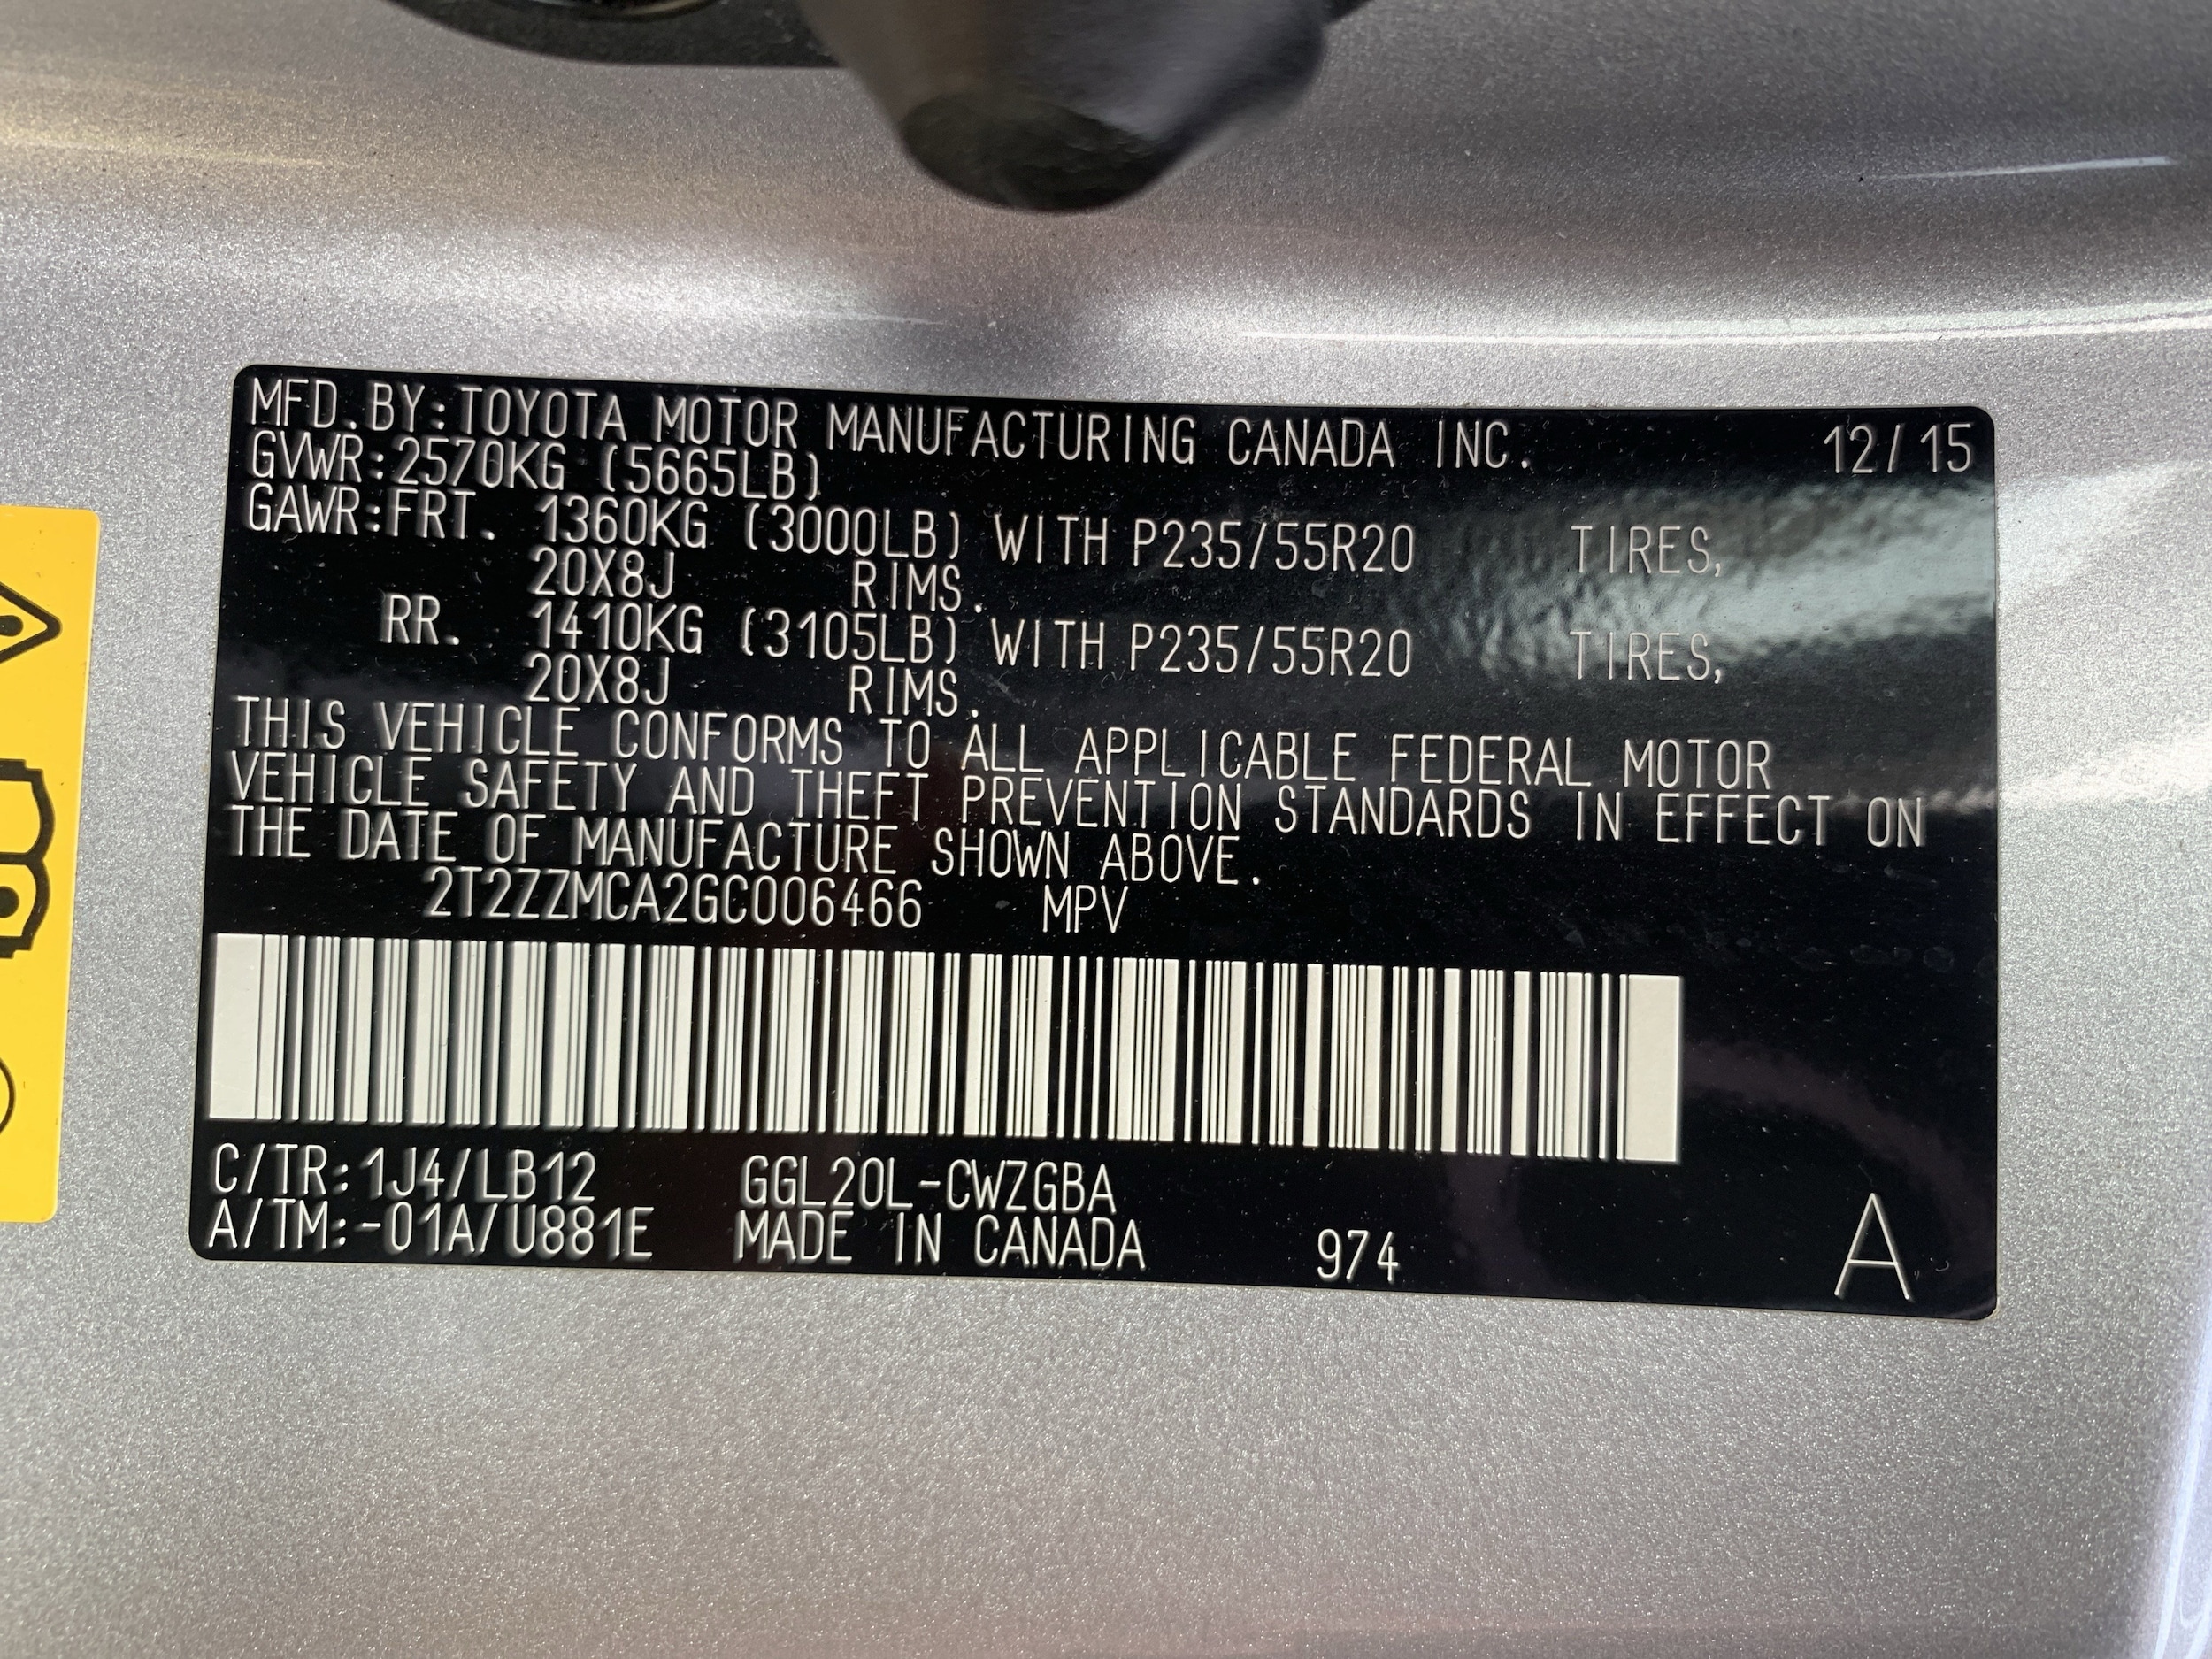 MFD.BY:TOYOTA MOTOR MANUFACTURING CANADA INC. 12/15
GVWR:2570KG (5665LB)
GAWR:FRT. 1360KG (3000LB) WITH P235/55R20 TIRES,
20X8J RIMS.
RR. 1410KG (3105LB) WITH P235/55R20 TIRES,
20X8J RIMS.
THIS VEHICLE CONFORMS TO ALL APPLICABLE FEDERAL MOTOR
VEHICLE SAFETY AND THEFT PREVENTION STANDARDS IN EFFECT ON
THE DATE OF MANUFACTURE SHOWN ABOVE.
2T2ZZMCA2GC006466 MPV
C/TR:1J4/LB12 GGL20L-CWZGBA
A/TM:-01A/U881E MADE IN CANADA 974 A